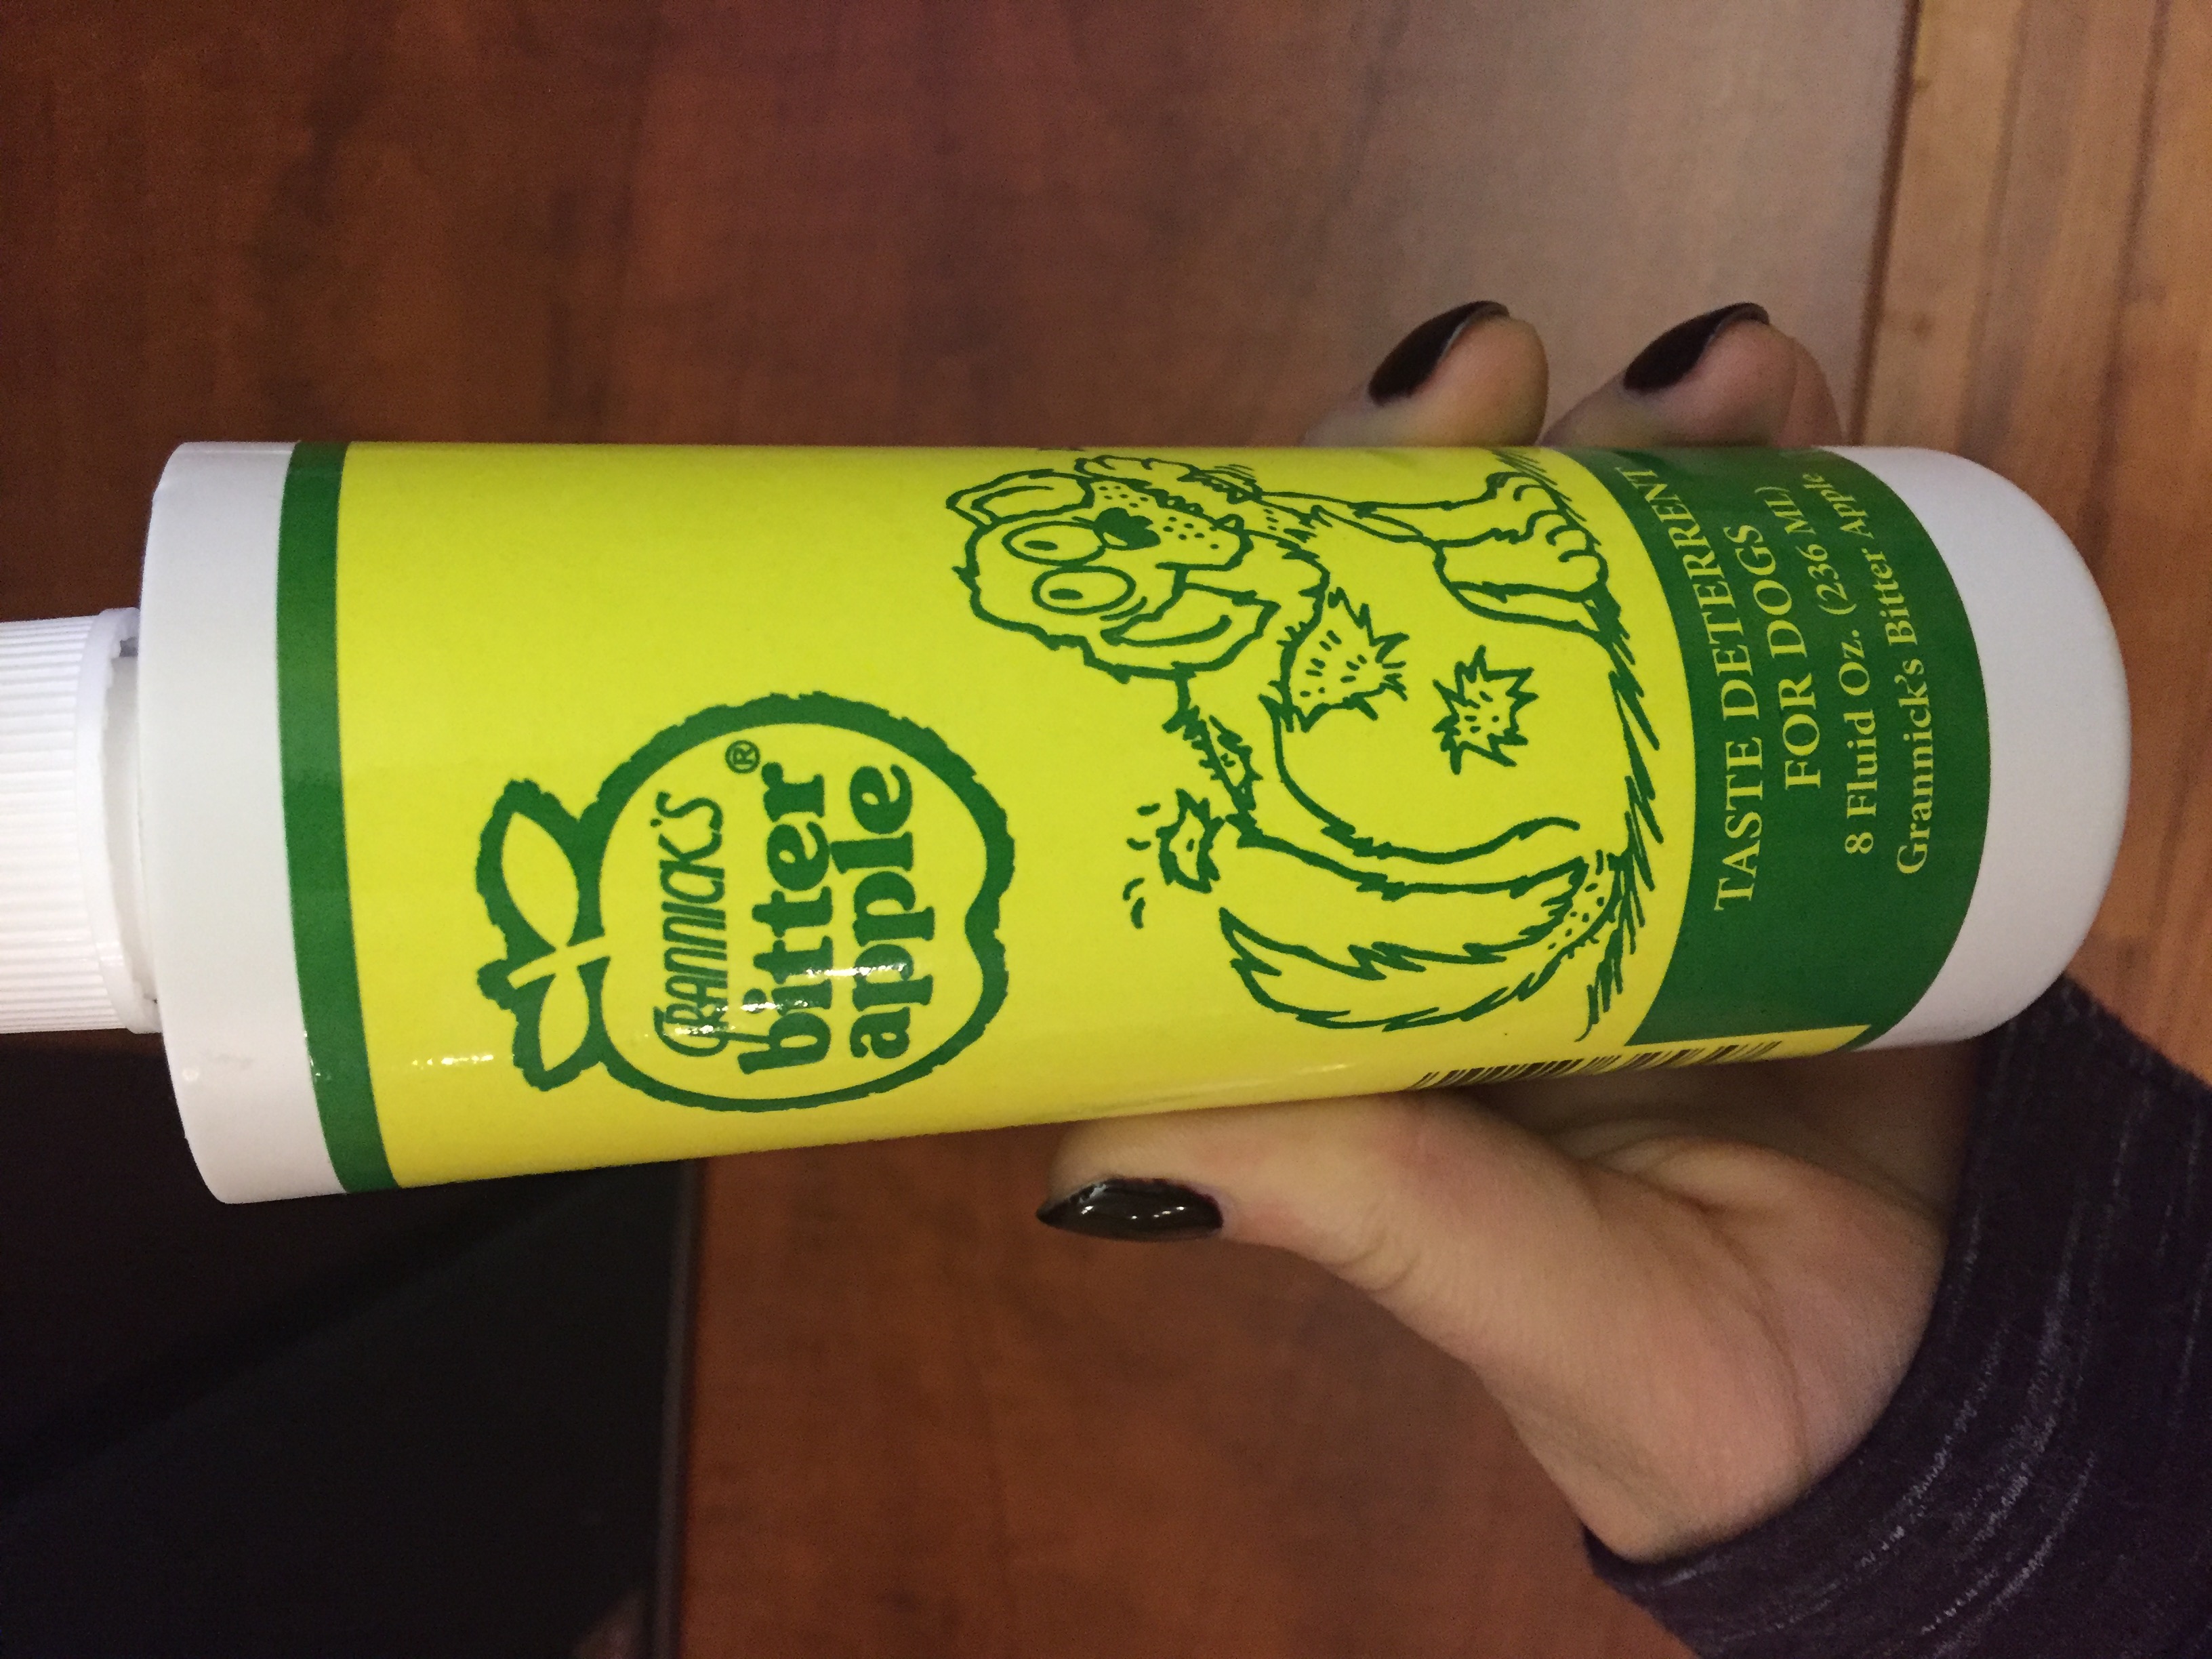 GRANNICK'S
bitter®
apple
TASTE DETERRENT
FOR DOGS
8 Fluid Oz. (236 ML)
Grannick's Bitter Apple